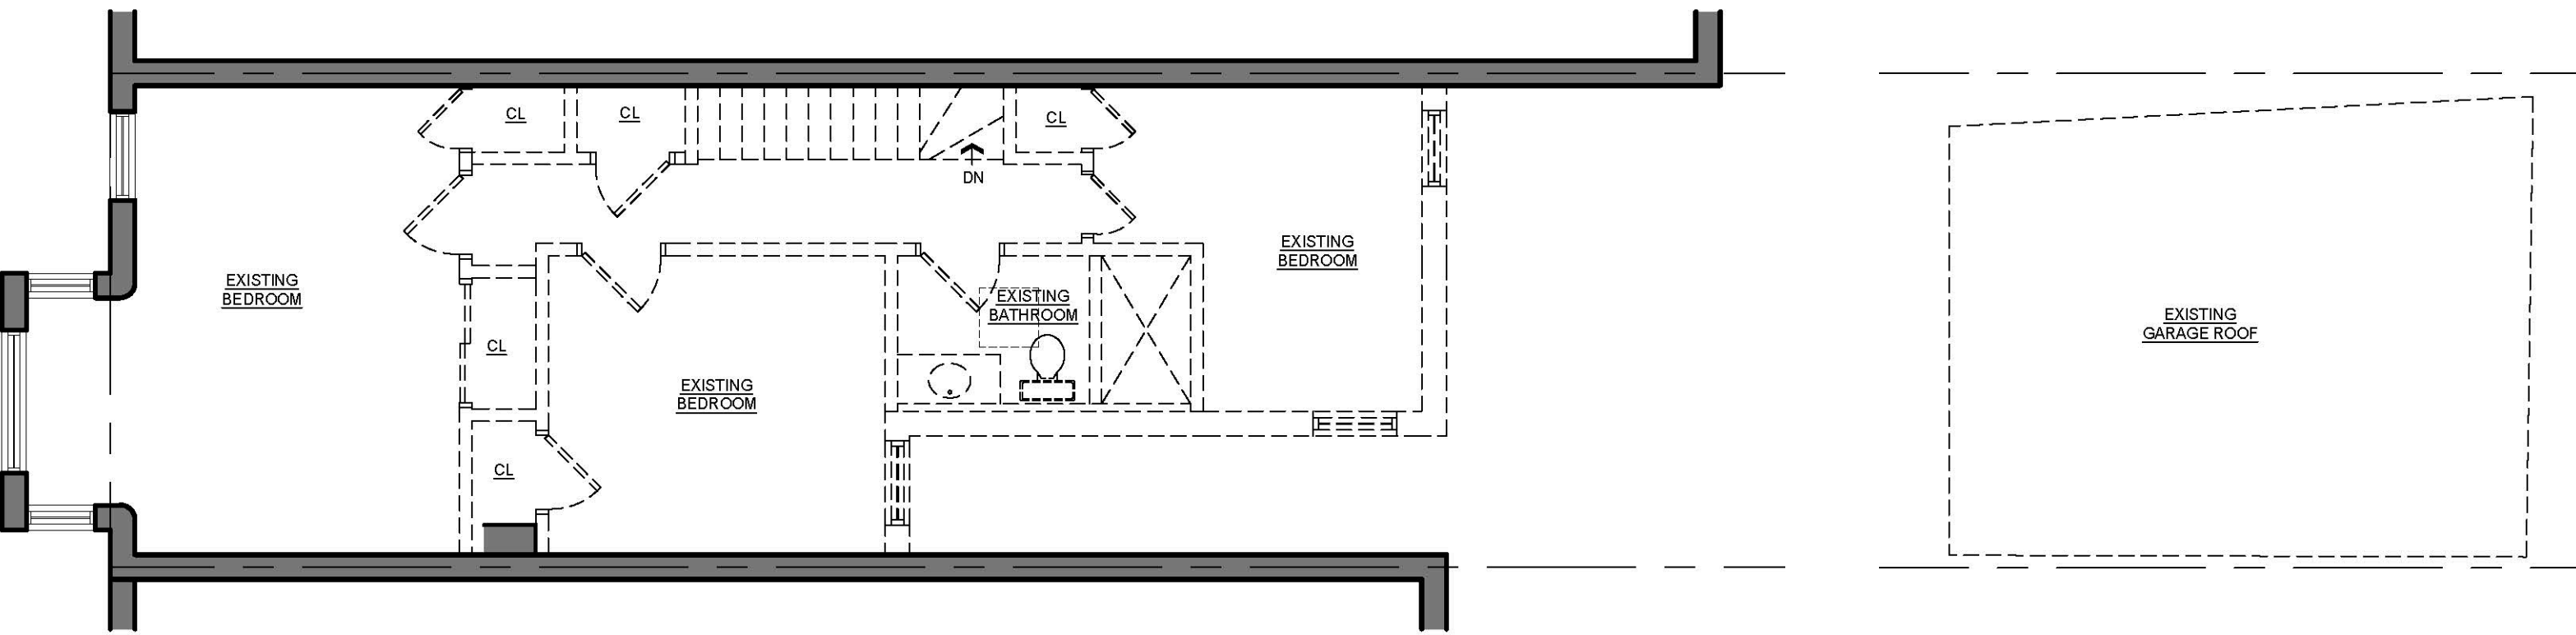 CL
CL
CL
DN
EXISTING
BEDROOM
EXISTING
BEDROOM
EXISTING
BATHROOM
EXISTING
GARAGE ROOF
CL
EXISTING
BEDROOM
CL